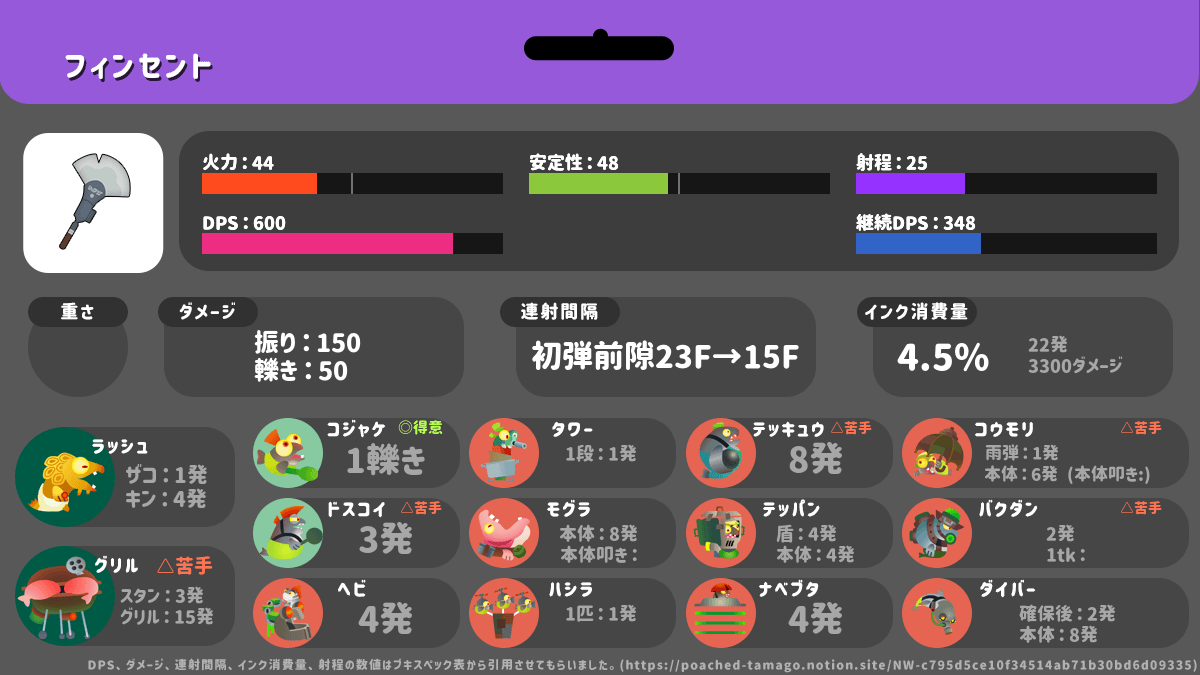 フィンセント
火力：44
安定性：48
射程：25
DPS：600
継続DPS：348
重さ
ダメージ
振り：150
轢き：50
連射間隔
初弾前隙23F→15F
インク消費量
4.5%
22発
3300ダメージ
ラッシュ
ザコ：1発
キン：4発
グリル △苦手
スタン：3発
グリル：15発
コジャケ ◎得意
1轢き
タワー
1段：1発
テッキュウ △苦手
8発
コウモリ △苦手
雨弾：1発
本体：6発 (本体叩き:)
ドスコイ △苦手
3発
モグラ
本体：8発
本体叩き：
テッパン
盾：4発
本体：4発
バクダン △苦手
2発
1tk：
ヘビ
4発
ハシラ
1匹：1発
ナベブタ
4発
ダイバー
確保後：2発
本体：8発
DPS、ダメージ、連射間隔、インク消費量、射程の数値はブキスペック表から引用させてもらいました。(https://poached-tamago.notion.site/NW-c795d5ce10f34514ab71b30bd6d09335)